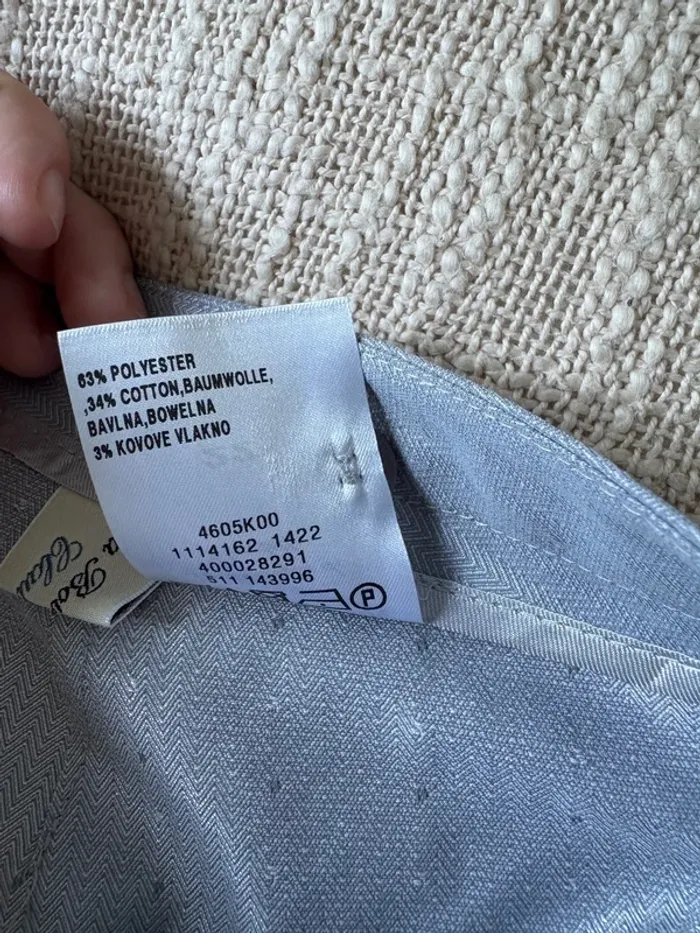 63% POLYESTER
,34% COTTON,BAUMWOLLE,
BAVLNA,BOWELNA
3% KOVOVE VLAKNO
4605K00
1114162 1422
400028291
511 143996
P